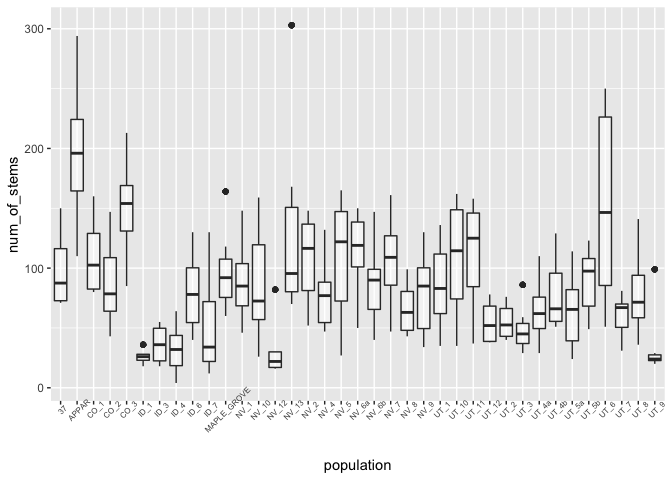 num_of_stems
300
200
100
0
37
APPAR
CO_1
CO_2
CO_3
ID_1
ID_3
ID_4
ID_6
ID_7
MAPLE_GROVE
NV_1
NV_10
NV_12
NV_13
NV_2
NV_4
NV_5
NV_6a
NV_6b
NV_7
NV_8
NV_9
UT_1
UT_10
UT_11
UT_12
UT_2
UT_3
UT_4a
UT_4b
UT_5a
UT_5b
UT_6
UT_7
UT_8
UT_9
population